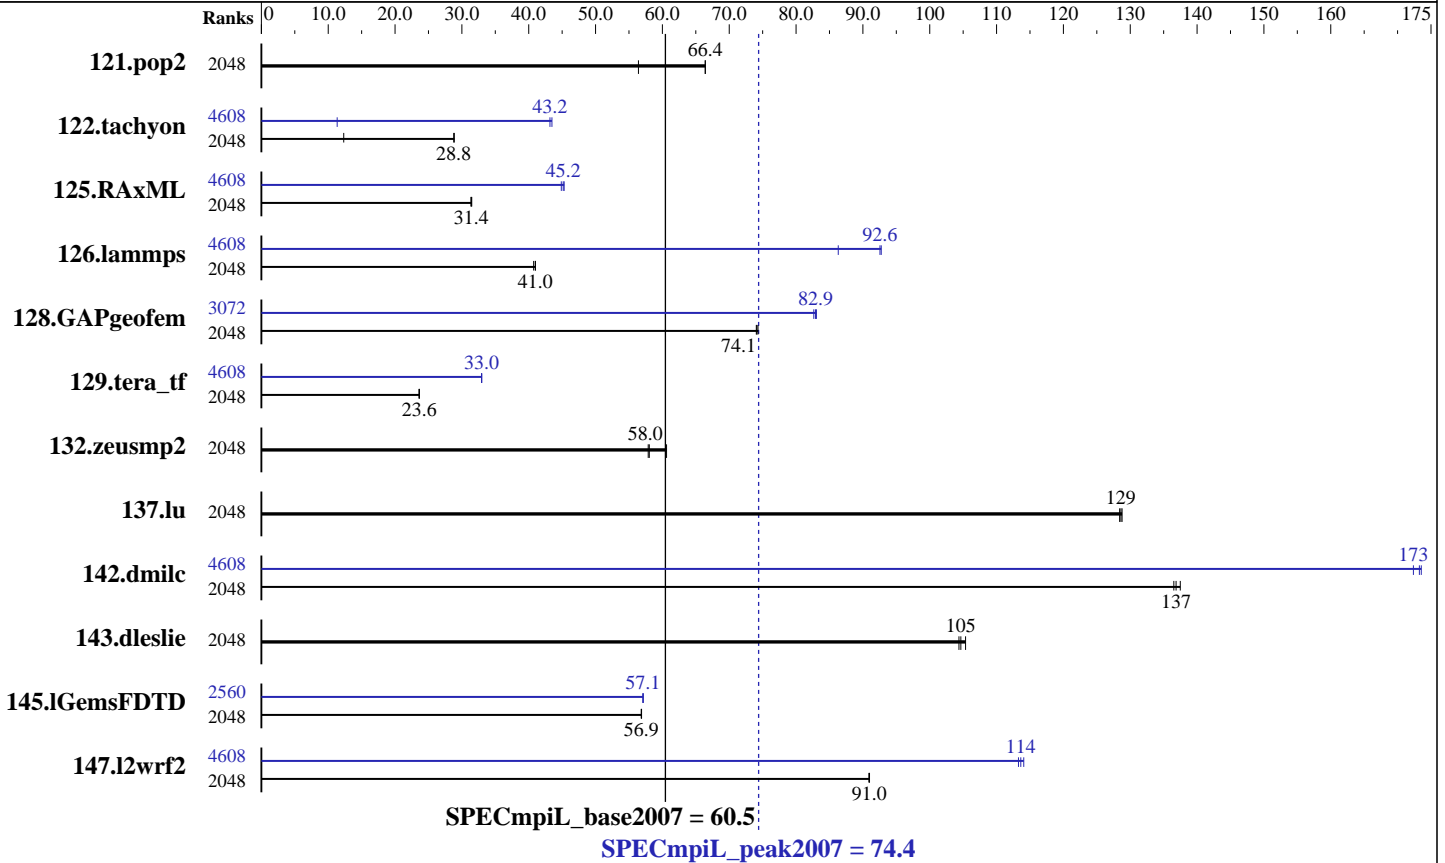 Ranks 0 10.0 20.0 30.0 40.0 50.0 60.0 70.0 80.0 90.0 100 110 120 130 140 150 160 175
66.4
121.pop2 2048
43.2
4608
122.tachyon
2048
28.8
45.2
4608
125.RAxML
2048
31.4
92.6
4608
126.lammps
2048
41.0
82.9
3072
128.GAPgeofem
2048
74.1
33.0
4608
129.tera_tf
2048
23.6
58.0
132.zeusmp2 2048
129
137.lu 2048
173
4608
142.dmilc
2048
137
105
143.dleslie 2048
57.1
2560
145.lGemsFDTD
2048
56.9
114
4608
147.l2wrf2
2048
91.0
SPECmpiL_base2007 = 60.5
SPECmpiL_peak2007 = 74.4